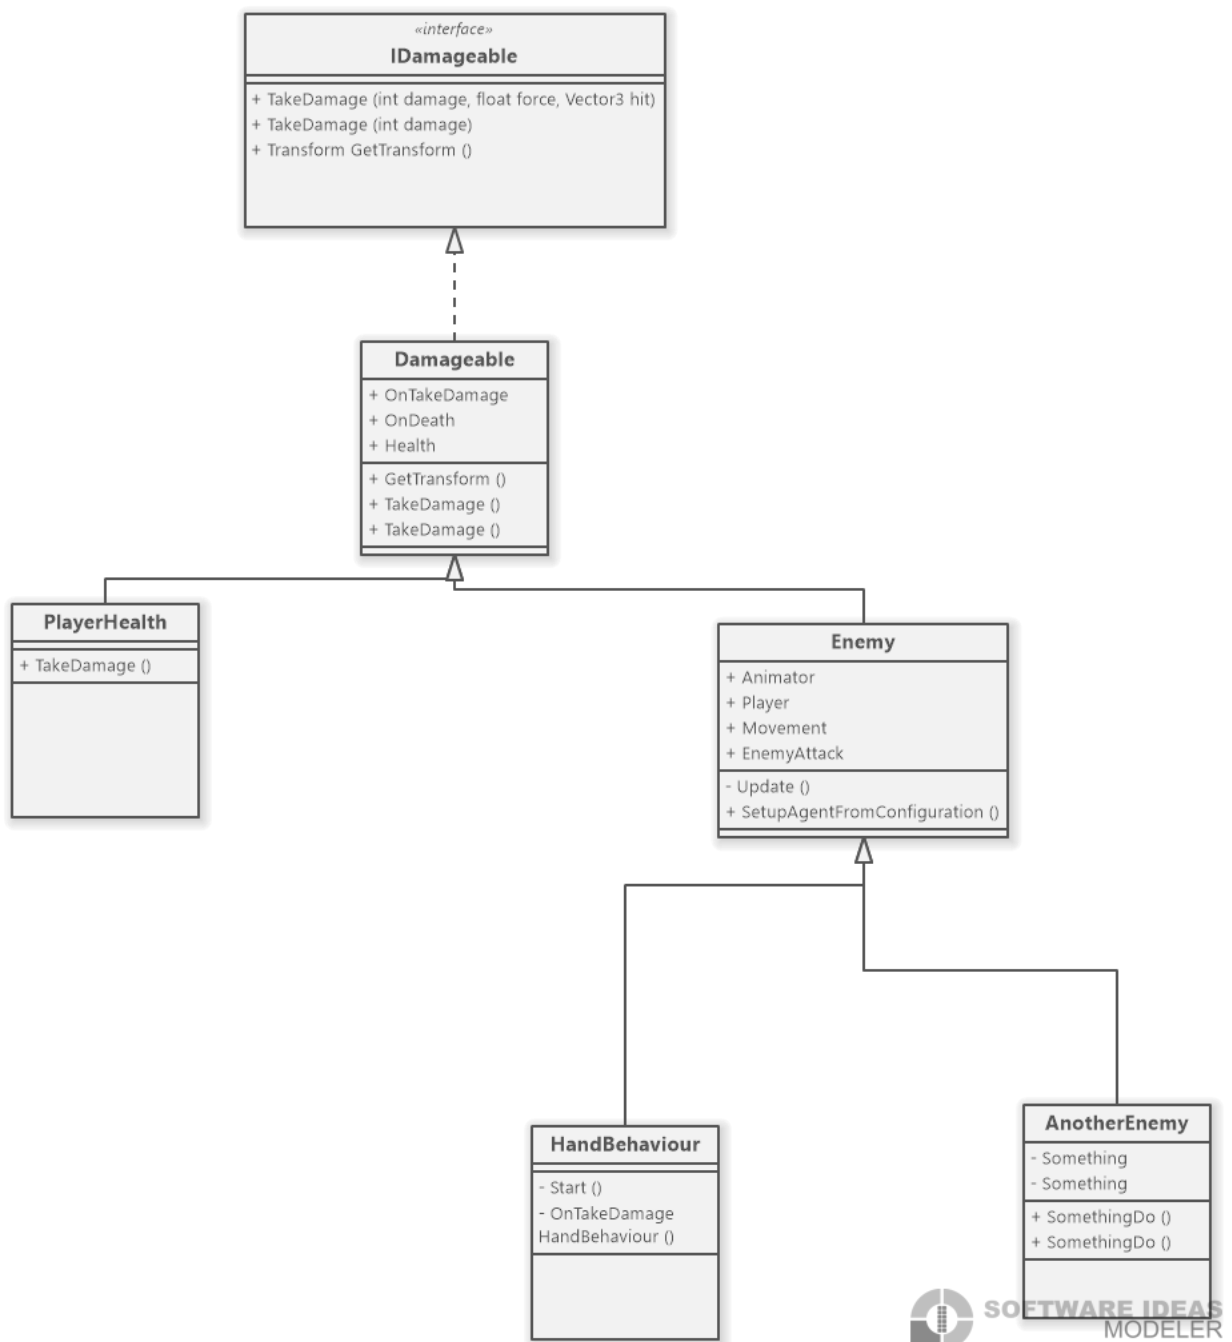 «interface»
IDamageable
+ TakeDamage (int damage, float force, Vector3 hit)
+ TakeDamage (int damage)
+ Transform GetTransform ()
Damageable
+ OnTakeDamage
+ OnDeath
+ Health
+ GetTransform ()
+ TakeDamage ()
+ TakeDamage ()
PlayerHealth
+ TakeDamage ()
Enemy
+ Animator
+ Player
+ Movement
+ EnemyAttack
- Update ()
+ SetupAgentFromConfiguration ()
HandBehaviour
- Start ()
- OnTakeDamage
HandBehaviour ()
AnotherEnemy
- Something
- Something
+ SomethingDo ()
+ SomethingDo ()
SOFTWARE IDEAS
MODELER